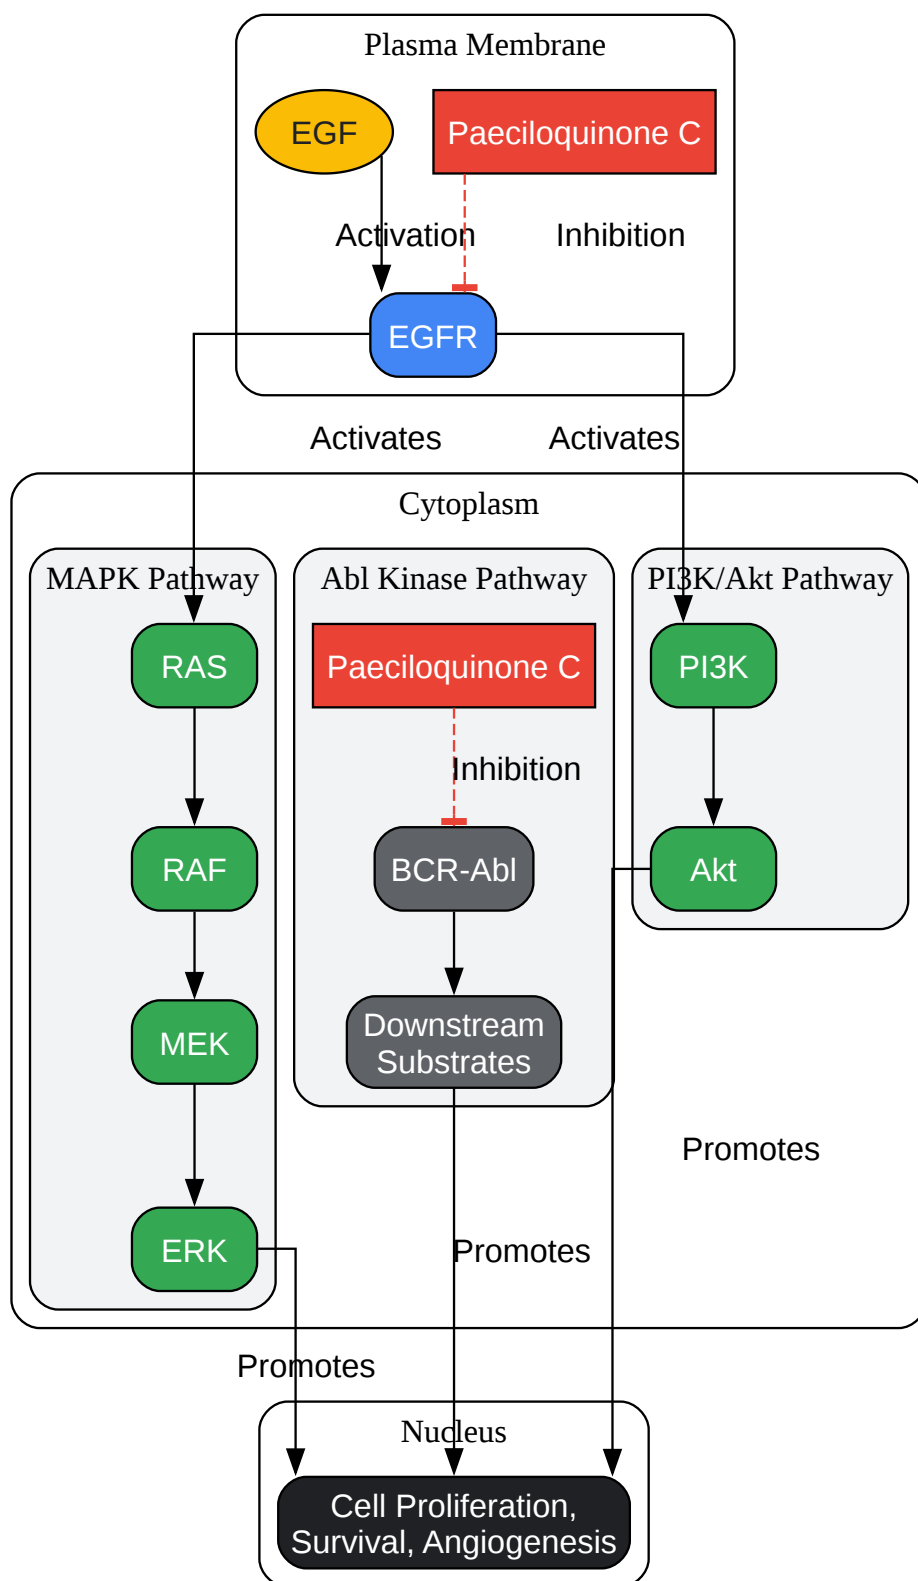 Plasma Membrane
EGF
Paeciloquinone C
Activation
Inhibition
EGFR
Activates
Activates
Cytoplasm
MAPK Pathway
Abl Kinase Pathway
PI3K/Akt Pathway
RAS
Paeciloquinone C
PI3K
Inhibition
RAF
BCR-Abl
Akt
MEK
Downstream
Substrates
Promotes
ERK
Promotes
Promotes
Nucleus
Cell Proliferation,
Survival, Angiogenesis